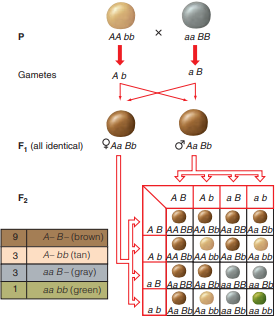 P
AA bb × aa BB
Gametes
A b a B
F1 (all identical)
♀ Aa Bb ♂ Aa Bb
F2
A B A b a B a b
A B AA BB AA Bb Aa BB Aa Bb
A b AA Bb AA bb Aa Bb Aa bb
a B Aa BB Aa Bb aa BB aa Bb
a b Aa Bb Aa bb aa Bb aa bb
9 A– B– (brown)
3 A– bb (tan)
3 aa B– (gray)
1 aa bb (green)